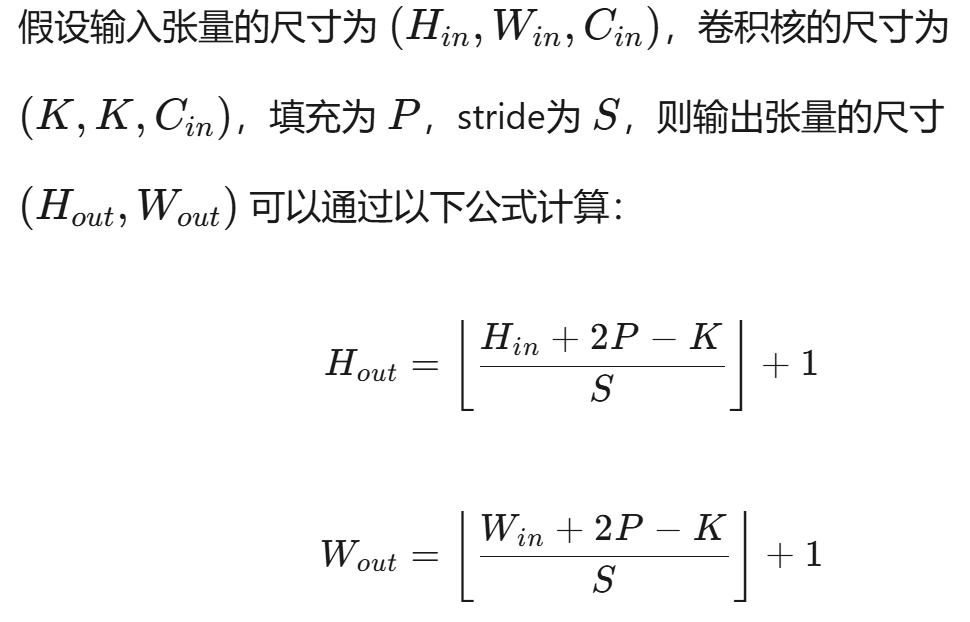 假设输入张量的尺寸为 (H_{in}, W_{in}, C_{in})，卷积核的尺寸为
(K, K, C_{in})，填充为 P，stride为 S，则输出张量的尺寸
(H_{out}, W_{out}) 可以通过以下公式计算：
H_{out} = \left\lfloor \frac{H_{in} + 2P - K}{S} \right\rfloor + 1
W_{out} = \left\lfloor \frac{W_{in} + 2P - K}{S} \right\rfloor + 1